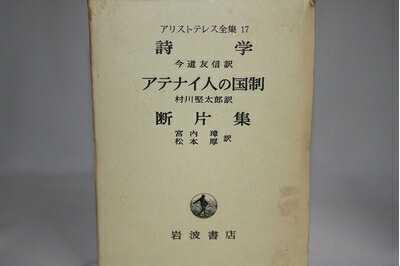 アリストテレス全集 17
詩学
今道友信訳
アテナイ人の国制
村川堅太郎訳
断片集
宮内璋
松本厚 訳
岩波書店